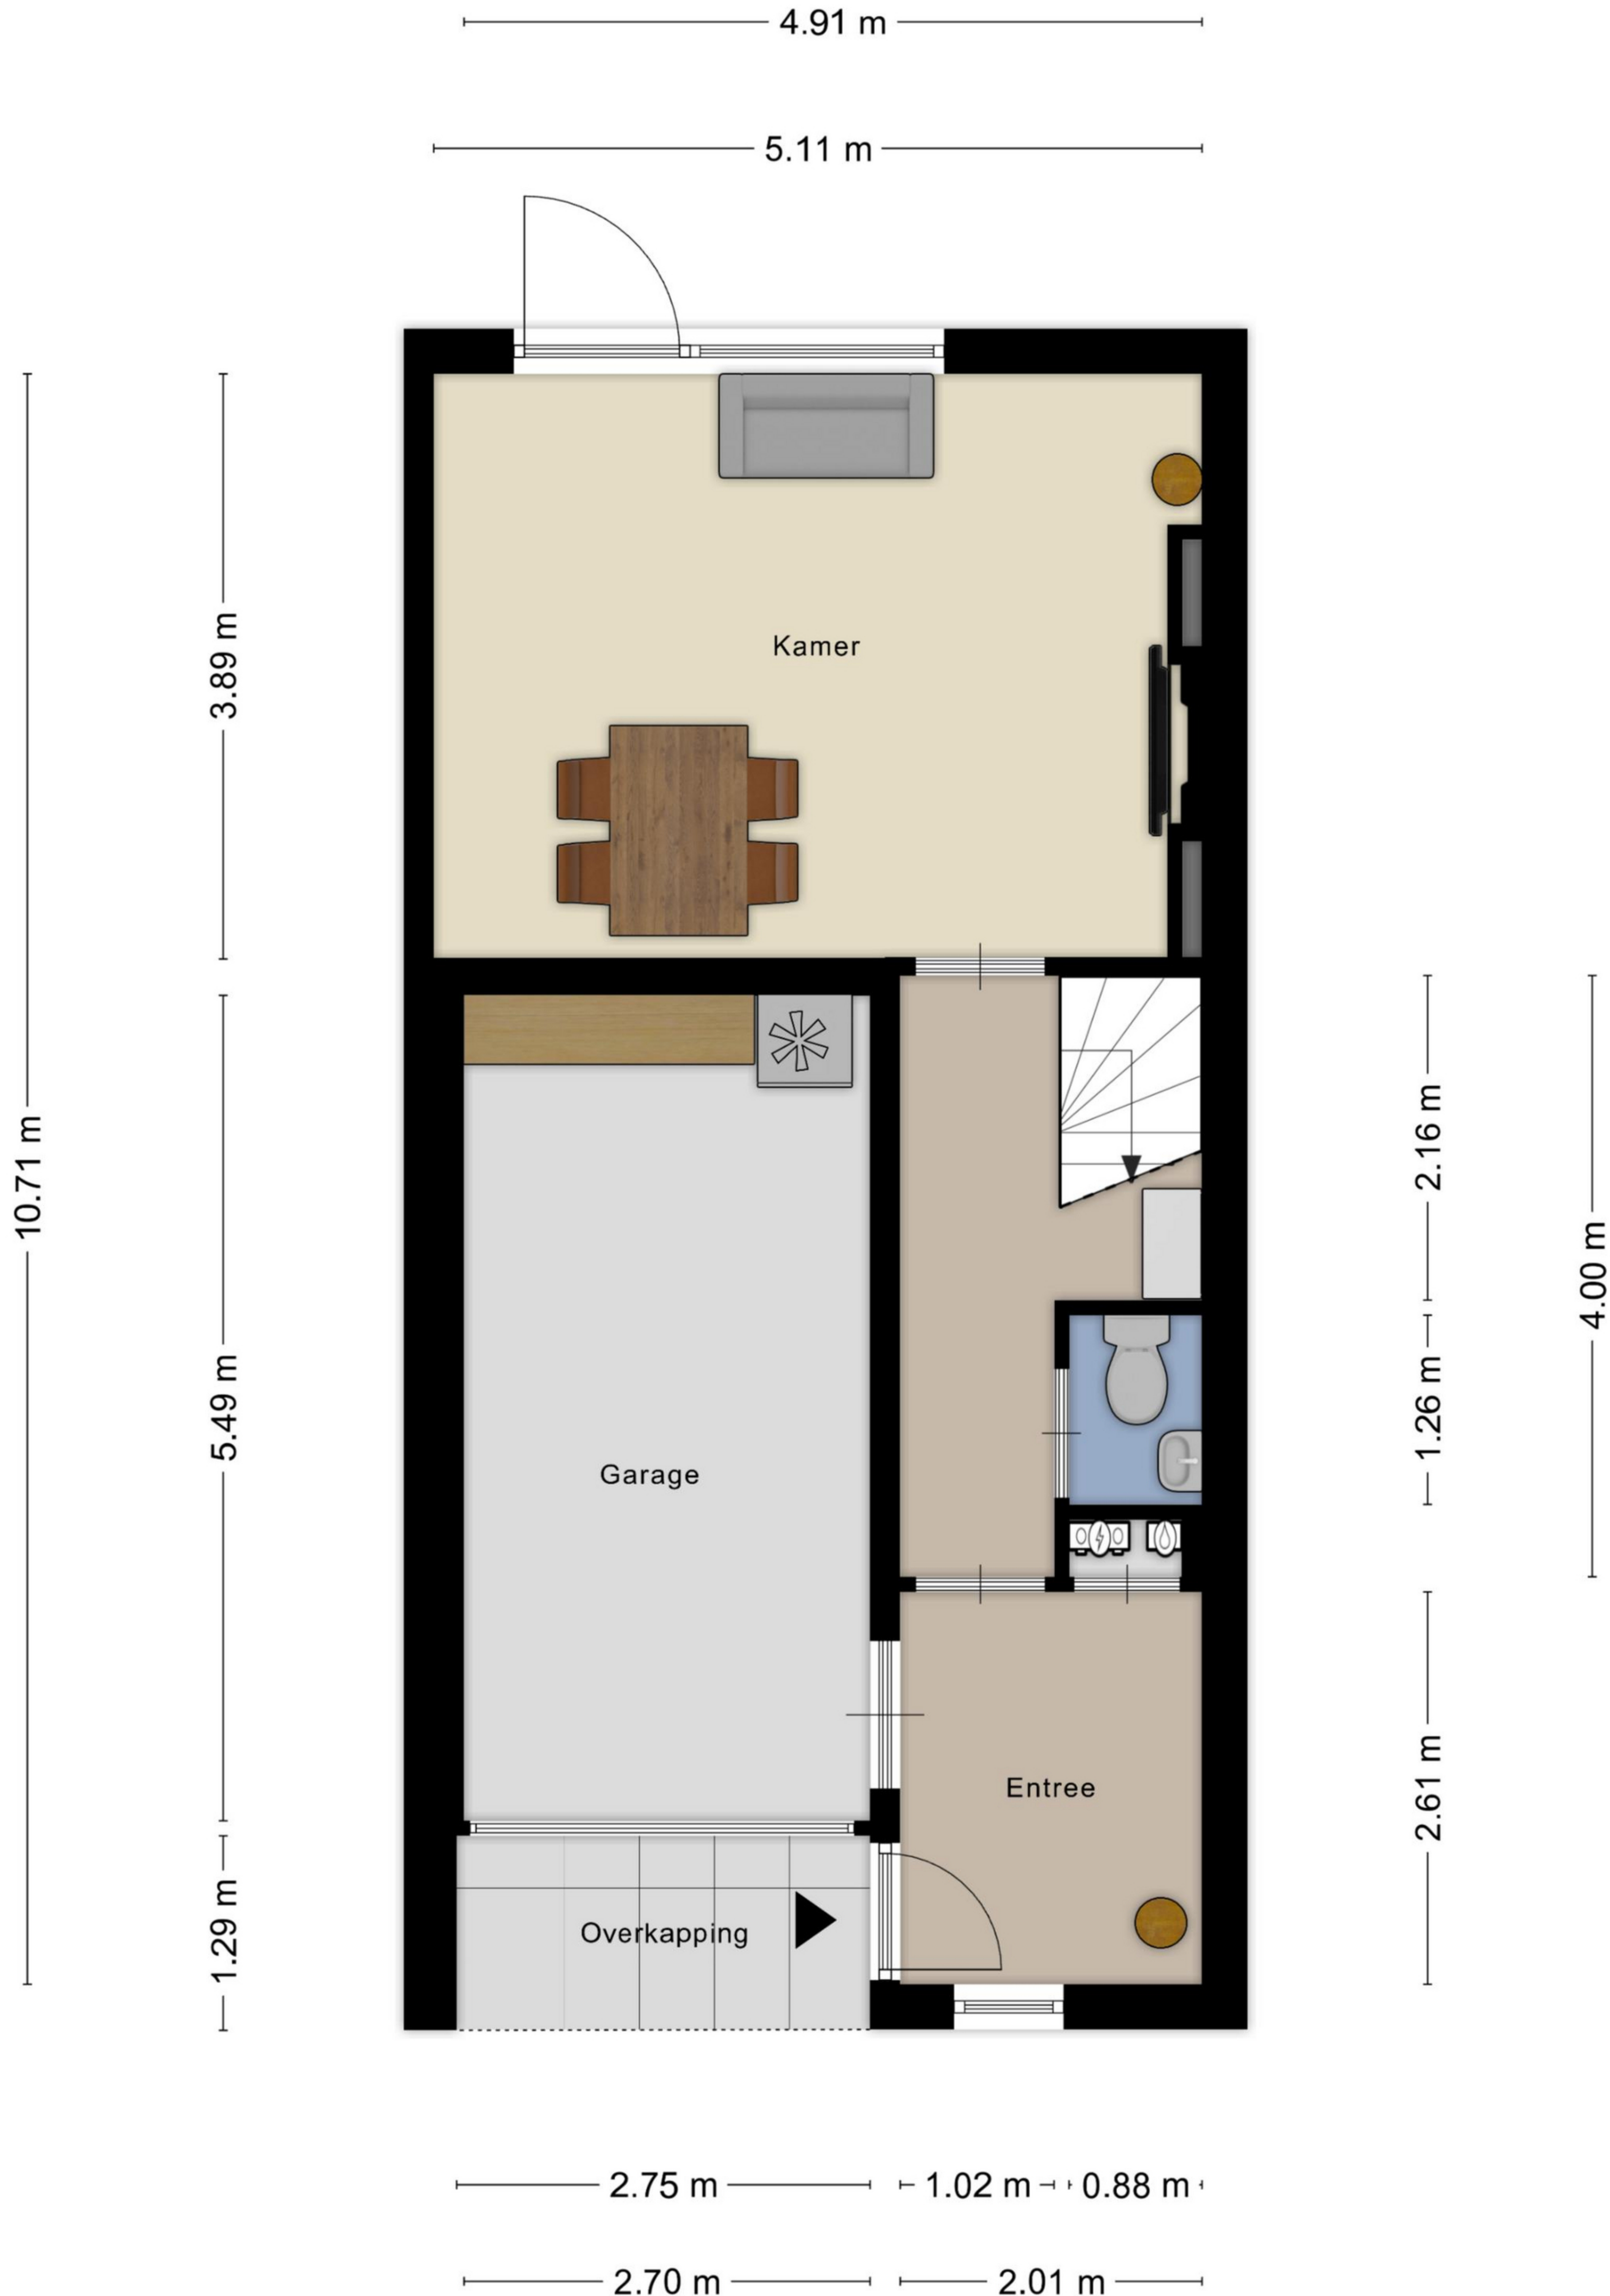 4.91 m
5.11 m
3.89 m
Kamer
10.71 m
2.16 m
4.00 m
5.49 m
1.26 m
Garage
2.61 m
Entree
1.29 m
Overkapping
2.75 m
1.02 m
0.88 m
2.70 m
2.01 m